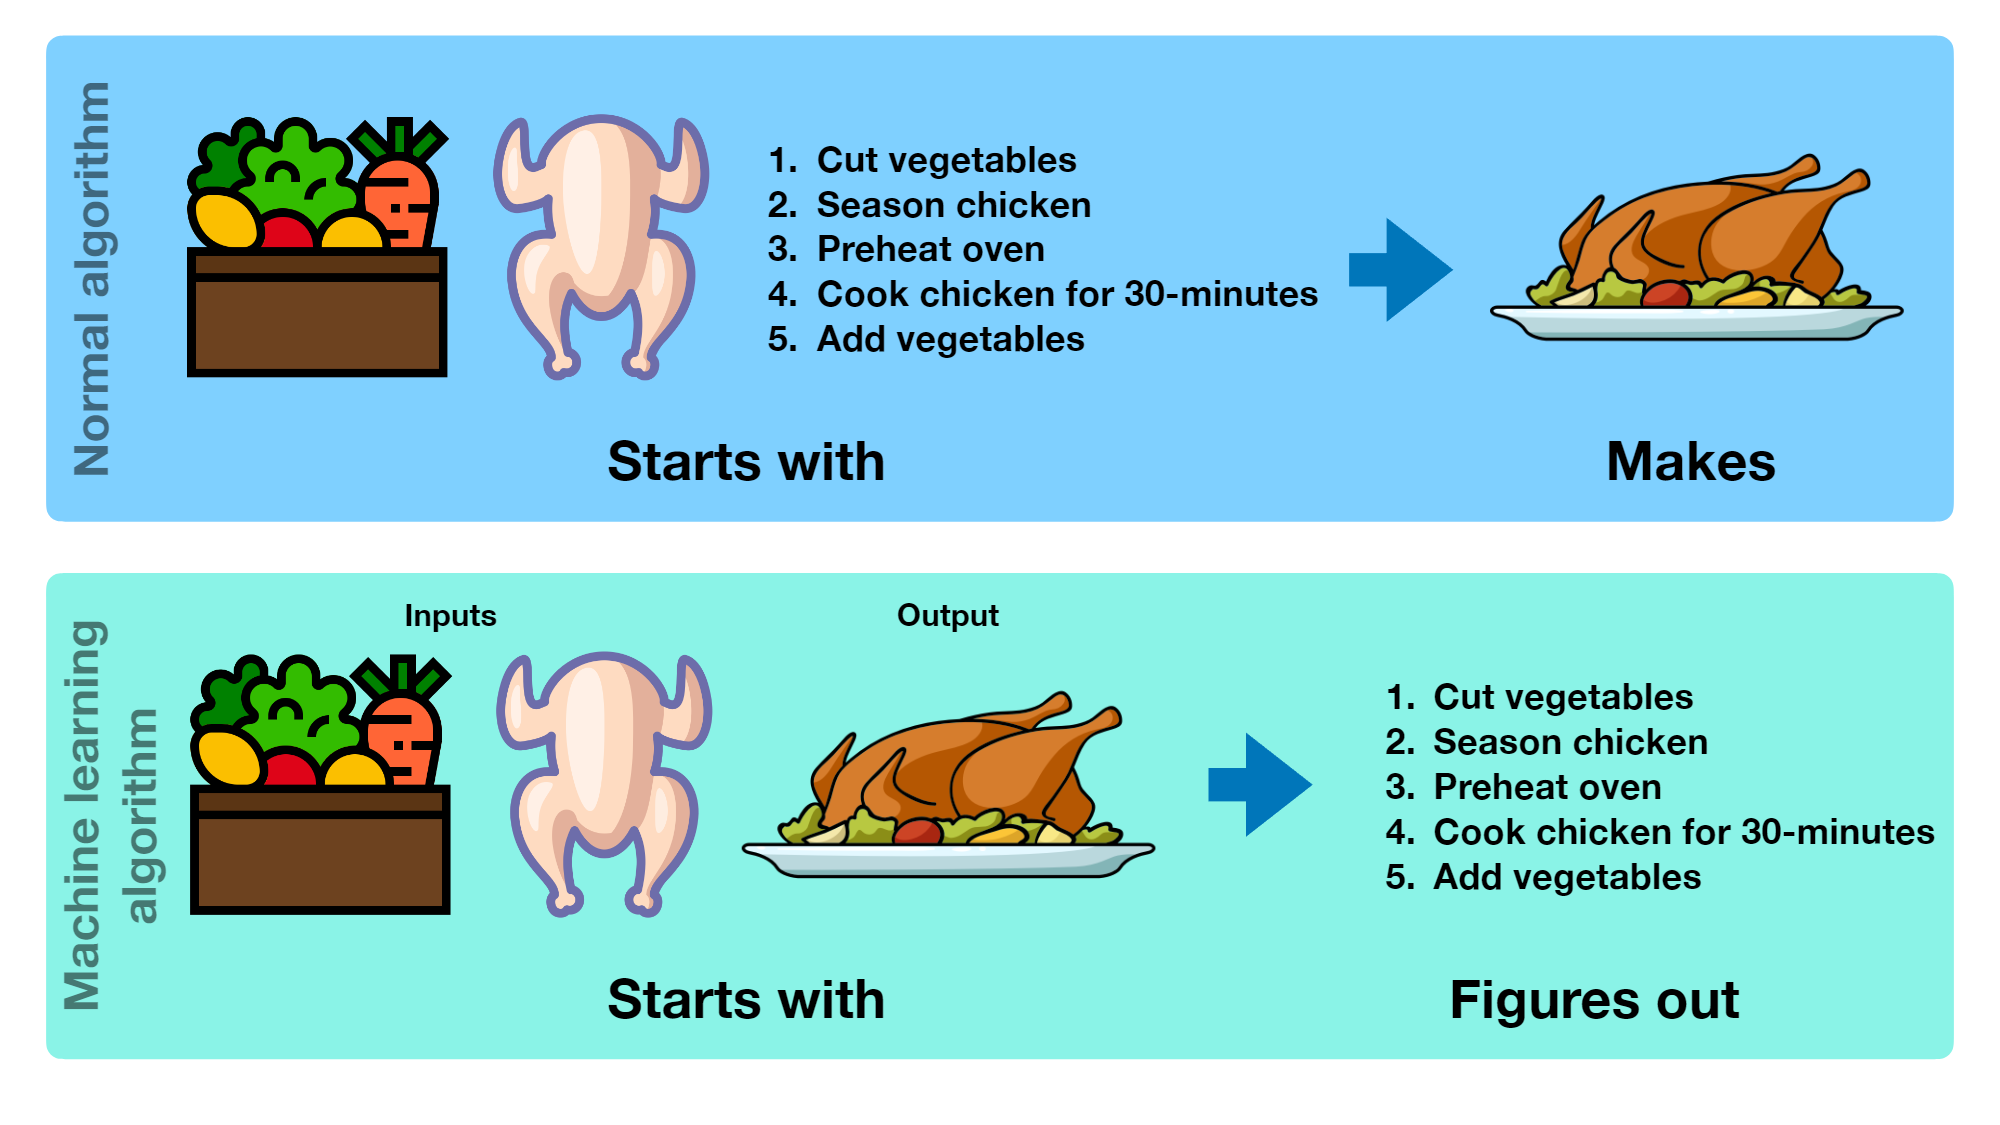 Normal algorithm
1. Cut vegetables
2. Season chicken
3. Preheat oven
4. Cook chicken for 30-minutes
5. Add vegetables
Starts with
Makes
Machine learning
algorithm
Inputs
Output
1. Cut vegetables
2. Season chicken
3. Preheat oven
4. Cook chicken for 30-minutes
5. Add vegetables
Starts with
Figures out